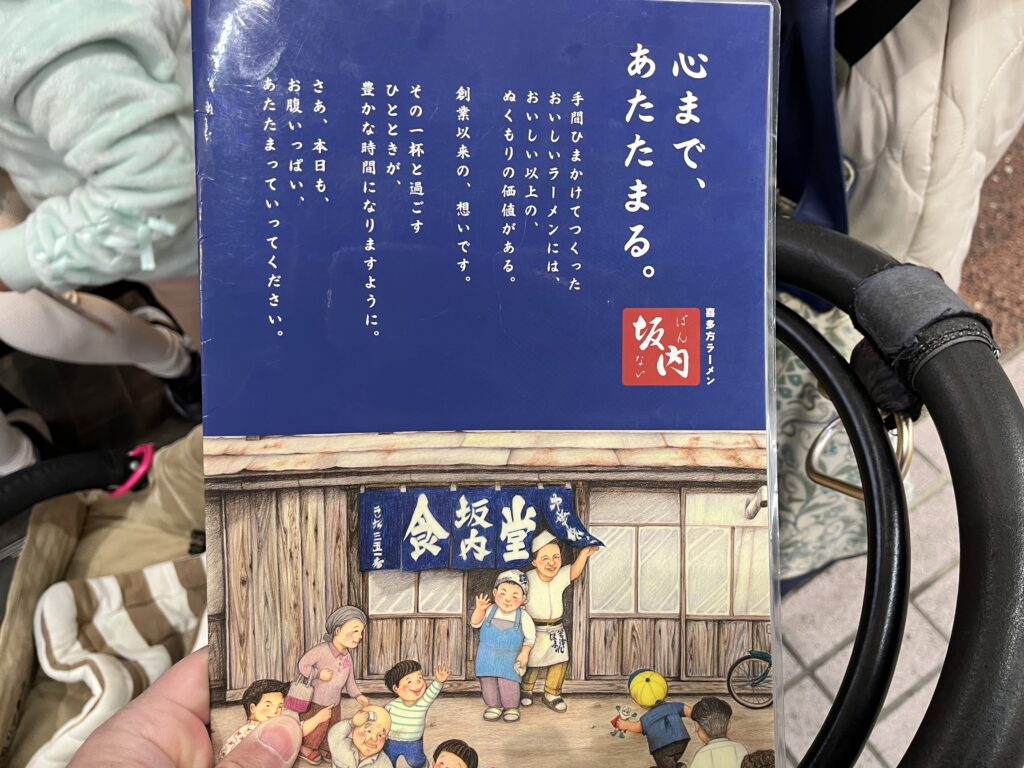 心まで、
あたたまる。
喜多方ラーメン
ばんない
坂内
手間ひまかけてつくった
おいしいラーメンには、
おいしい以上の、
ぬくもりの価値がある。
創業以来の、想いです。
その一杯と過ごす
ひとときが、
豊かな時間になりますように。
さあ、本日も、
お腹いっぱい、
あたたまっていってください。
食
坂内
堂